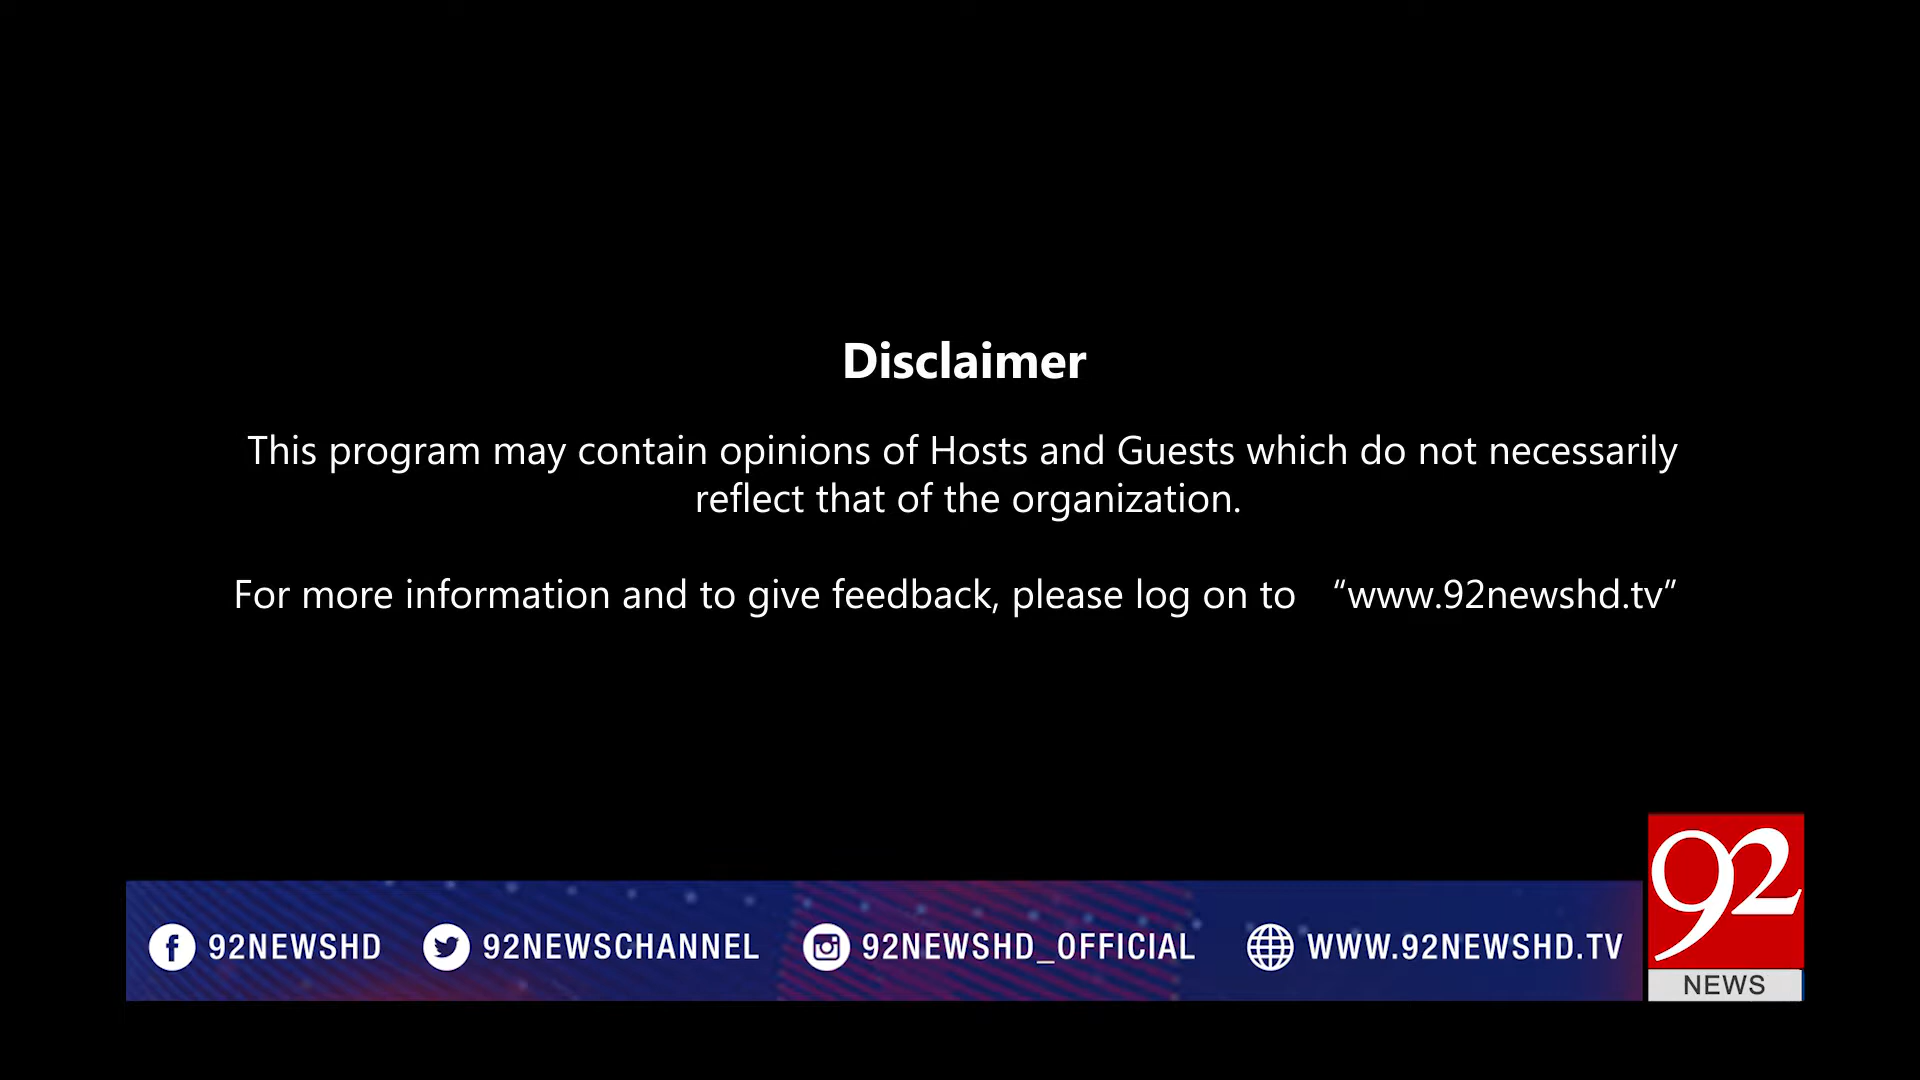 Disclaimer
This program may contain opinions of Hosts and Guests which do not necessarily
reflect that of the organization.
For more information and to give feedback, please log on to “www.92newshd.tv”
92NEWSHD 92NEWSCHANNEL 92NEWSHD_OFFICIAL WWW.92NEWSHD.TV
92
NEWS